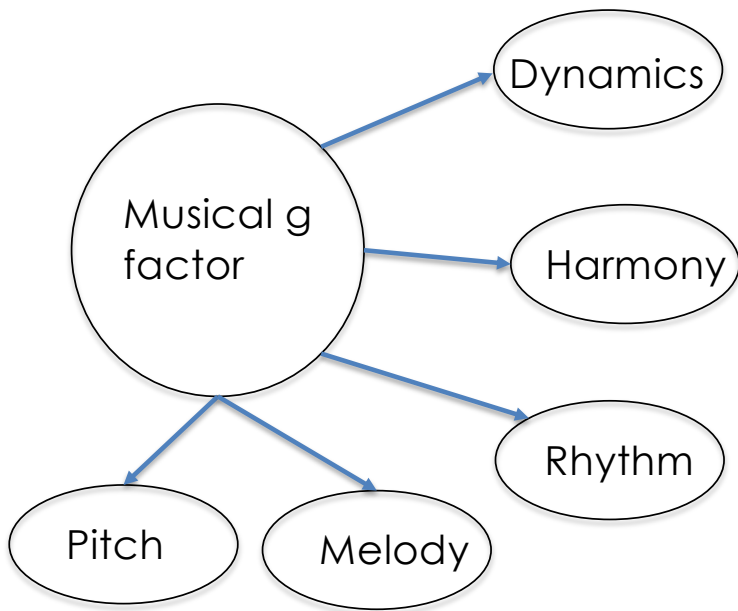 Dynamics
Musical g
factor
Harmony
Rhythm
Pitch
Melody